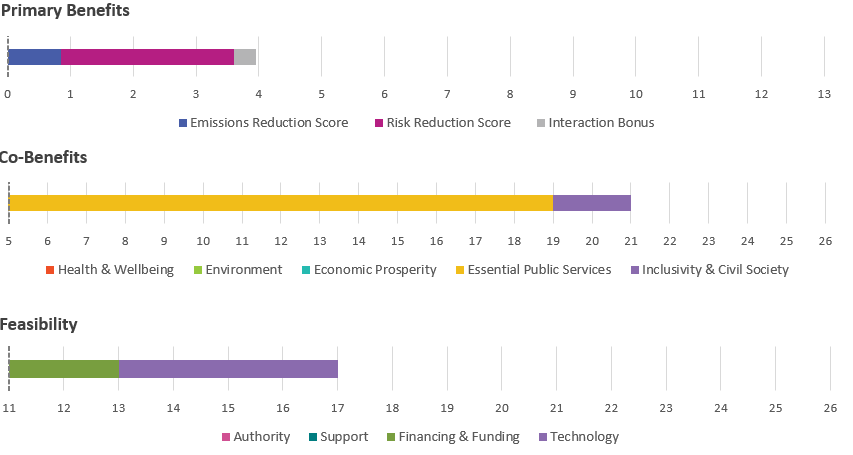 Primary Benefits
0 1 2 3 4 5 6 7 8 9 10 11 12 13
Emissions Reduction Score Risk Reduction Score Interaction Bonus
Co-Benefits
5 6 7 8 9 10 11 12 13 14 15 16 17 18 19 20 21 22 23 24 25 26
Health & Wellbeing Environment Economic Prosperity Essential Public Services Inclusivity & Civil Society
Feasibility
11 12 13 14 15 16 17 18 19 20 21 22 23 24 25 26
Authority Support Financing & Funding Technology